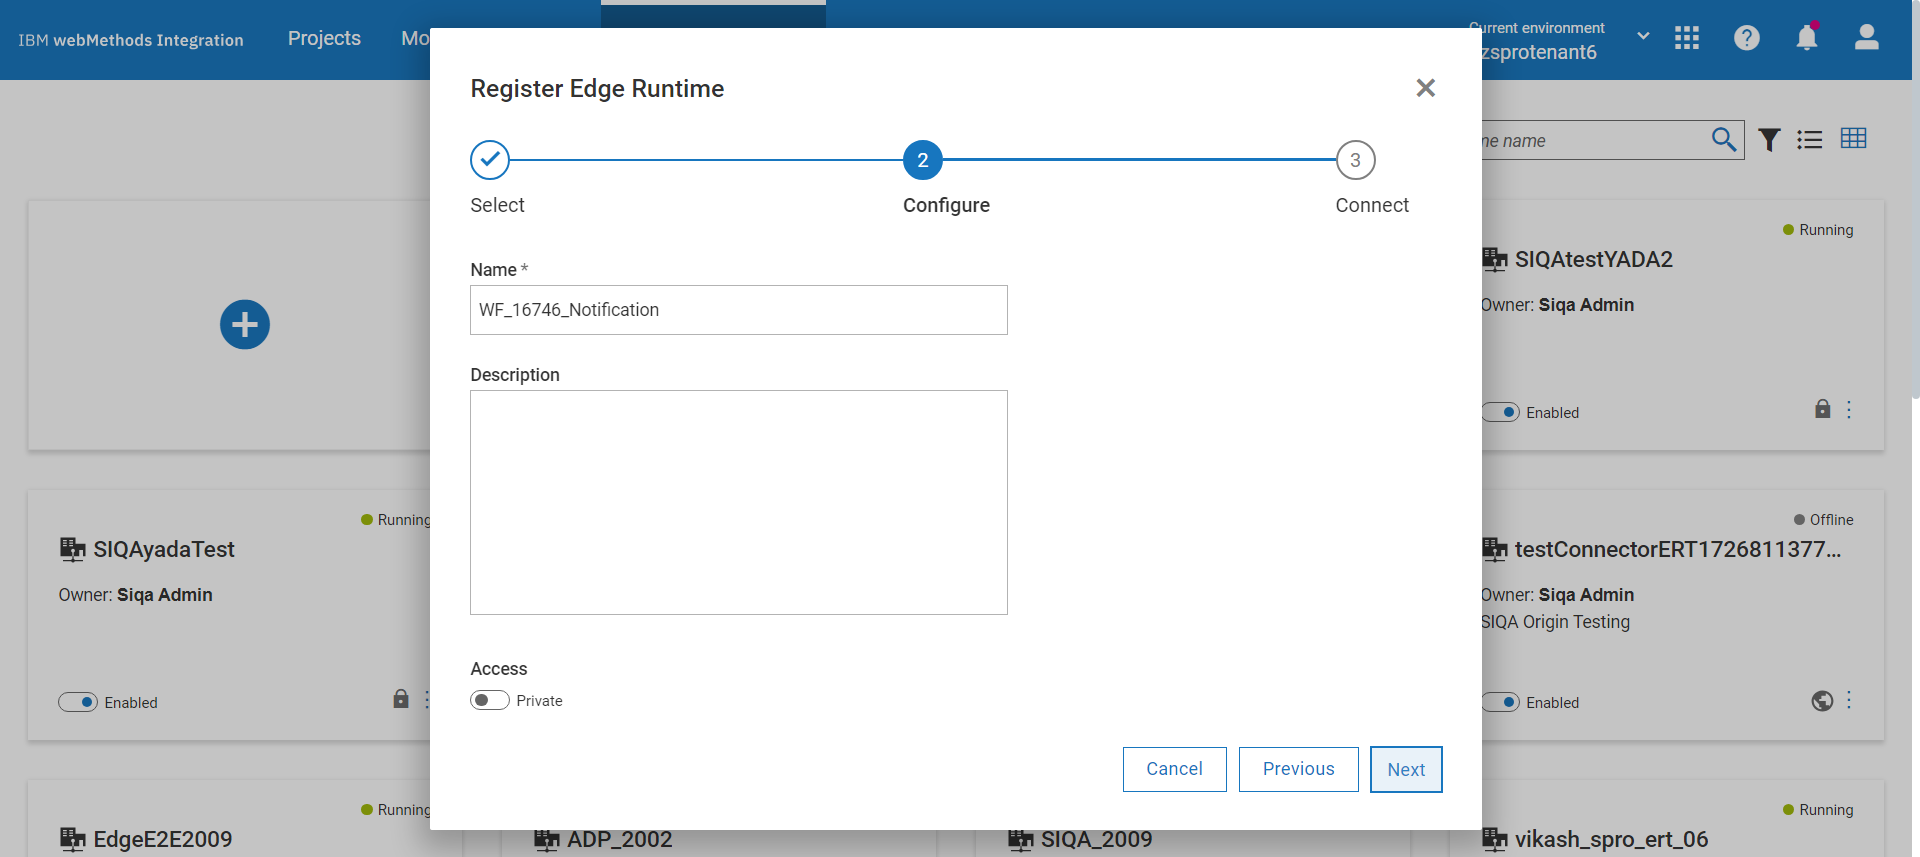 IBM webMethods Integration
Projects
Mo
Current environment
zsprotenant6
Register Edge Runtime
2
3
Select
Configure
Connect
Name *
WF_16746_Notification
Description
Access
Private
Cancel
Previous
Next
me name
Running
SIQAtestYADA2
Owner: Siqa Admin
Enabled
Running
SIQAyadaTest
Owner: Siqa Admin
Enabled
Offline
testConnectorERT1726811377...
Owner: Siqa Admin
SIQA Origin Testing
Enabled
Running
EdgeE2E2009
ADP_2002
SIQA_2009
Running
vikash_spro_ert_06